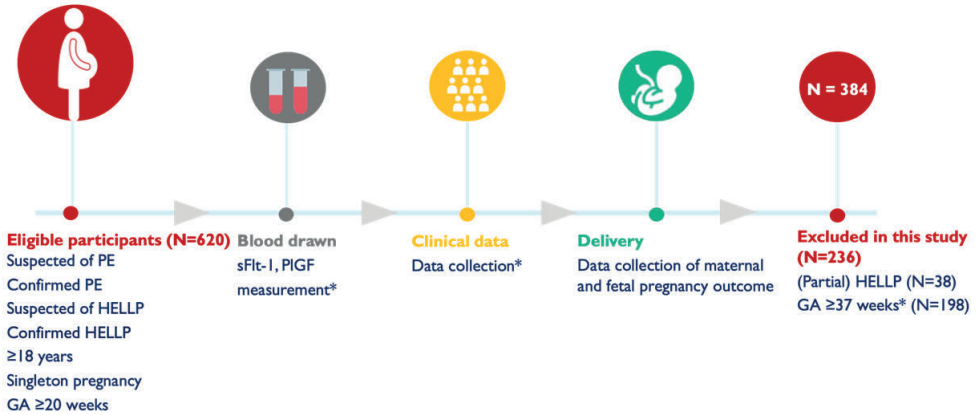 N = 384
Eligible participants (N=620)
Suspected of PE
Confirmed PE
Suspected of HELLP
Confirmed HELLP
≥18 years
Singleton pregnancy
GA ≥20 weeks
Blood drawn
sFlt-1, PlGF
measurement*
Clinical data
Data collection*
Delivery
Data collection of maternal
and fetal pregnancy outcome
Excluded in this study
(N=236)
(Partial) HELLP (N=38)
GA ≥37 weeks* (N=198)